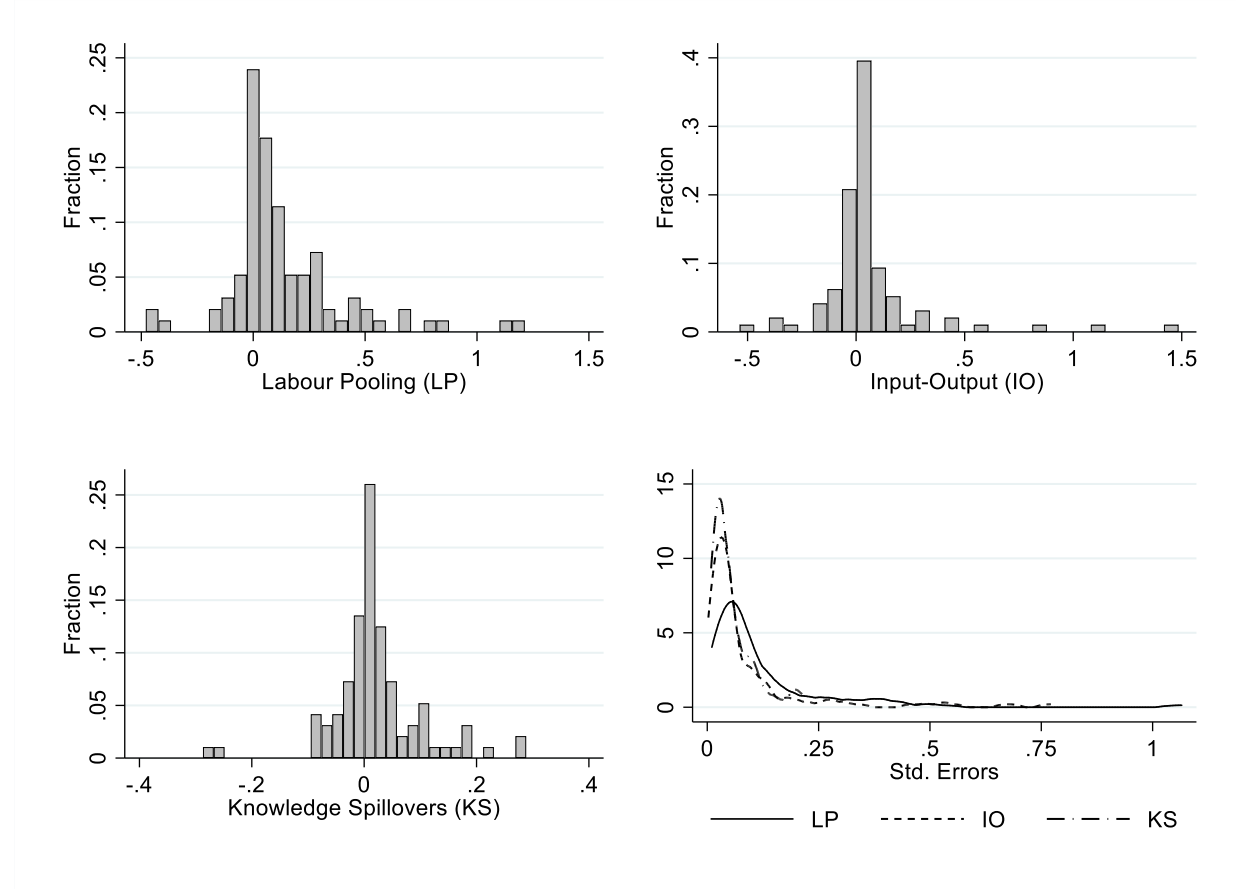 Fraction
0 .05 .1 .15 .2 .25
-.5 0 .5 1 1.5
Labour Pooling (LP)
Fraction
0 .1 .2 .3 .4
-.5 0 .5 1 1.5
Input-Output (IO)
Fraction
0 .05 .1 .15 .2 .25
-.4 -.2 0 .2 .4
Knowledge Spillovers (KS)
0 5 10 15
0 .25 .5 .75 1
Std. Errors
LP IO KS